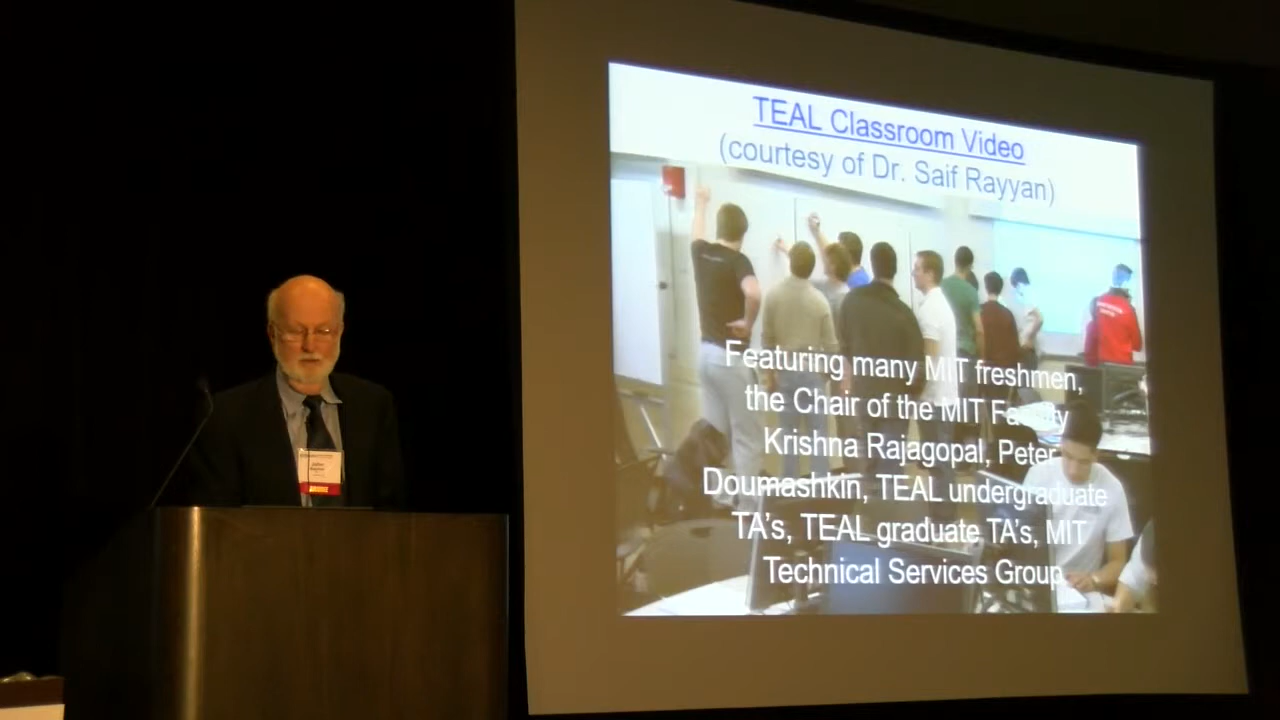 TEAL Classroom Video
(courtesy of Dr. Saif Rayyan)
Featuring many MIT freshmen,
the Chair of the MIT Faculty
Krishna Rajagopal, Peter
Doumashkin, TEAL undergraduate
TA's, TEAL graduate TA's, MIT
Technical Services Group